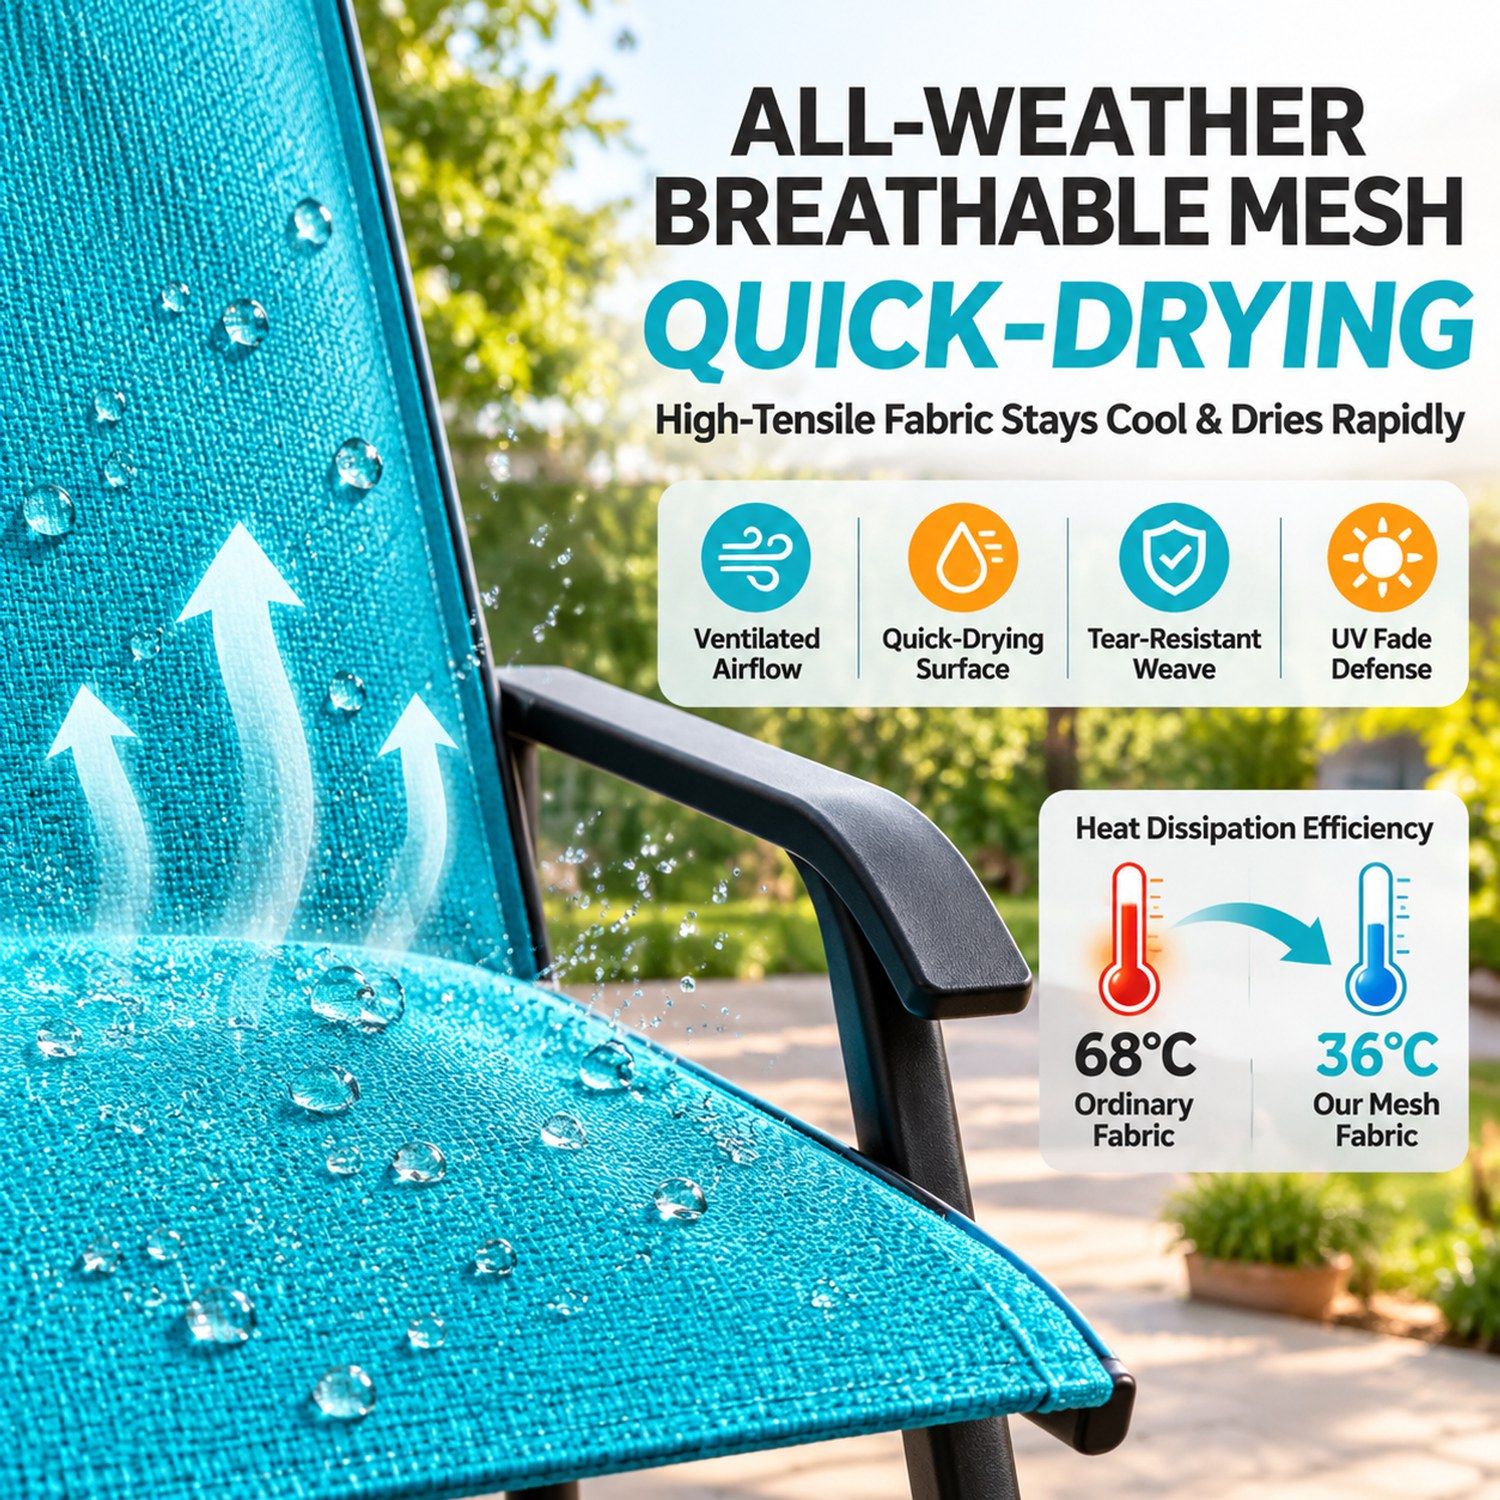 ALL-WEATHER
BREATHABLE MESH
QUICK-DRYING
High-Tensile Fabric Stays Cool & Dries Rapidly
Ventilated
Airflow
Quick-Drying
Surface
Tear-Resistant
Weave
UV Fade
Defense
Heat Dissipation Efficiency
68°C
Ordinary
Fabric
36°C
Our Mesh
Fabric